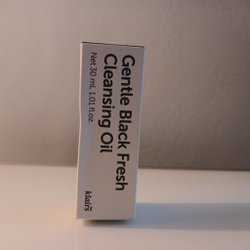 Gentle Black Fresh
Cleansing Oil
Net 30 mL 1.01 fl.oz.
klairs